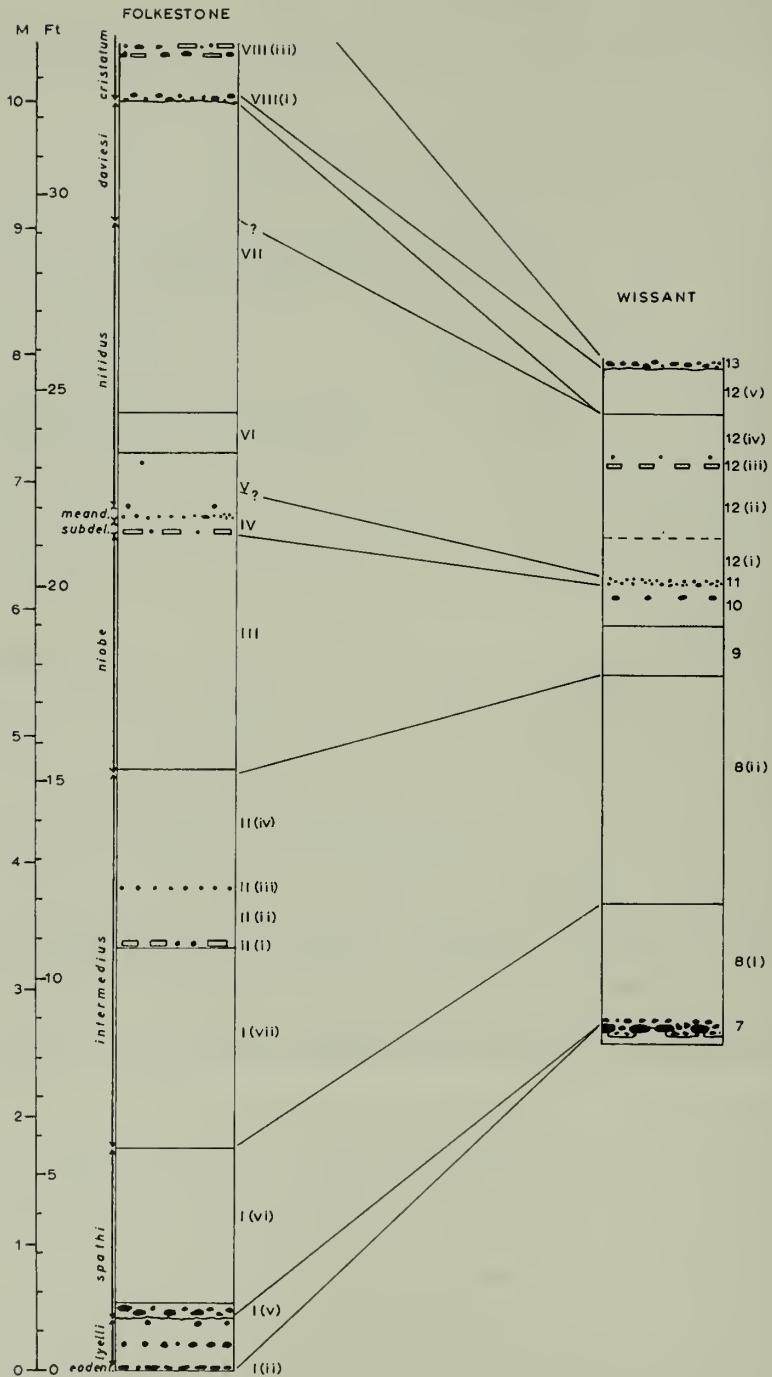 FOLKESTONE
M Ft
cristatum
VIII(iii)
10
VIII(i)
daviesi
30
9
?
VII
nitidus
WISSANT
8
13
25
12(v)
VI
12(iv)
12(iii)
7
V?
12(ii)
meand.
subdel.
IV
12(i)
11
20
10
6
niobe
III
9
5
15
8(ii)
II(iv)
4
II(iii)
II(ii)
II(i)
intermedius
10
8(i)
3
I(vii)
7
2
5
I(vi)
spathi
1
I(v)
lyelli
eodent.
0 0
I(ii)